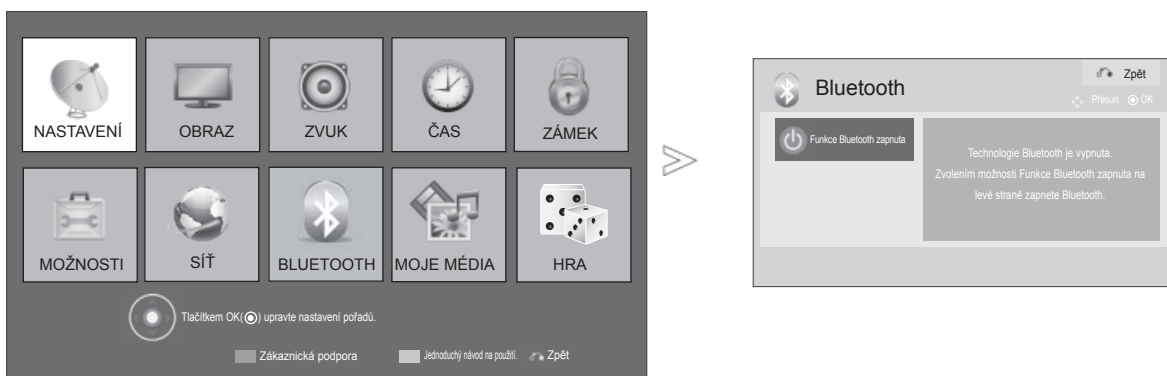 NASTAVENÍ
OBRAZ
ZVUK
ČAS
ZÁMEK
MOŽNOSTI
SÍŤ
BLUETOOTH
MOJE MÉDIA
HRA
Tlačítkem OK(◉) upravte nastavení pořadů.
Zákaznická podpora
Jednoduchý návod na použití.
Zpět
Bluetooth
Zpět
Přesun ◉ OK
Funkce Bluetooth zapnuta
Technologie Bluetooth je vypnuta.
Zvolením možnosti Funkce Bluetooth zapnuta na
levé straně zapnete Bluetooth.